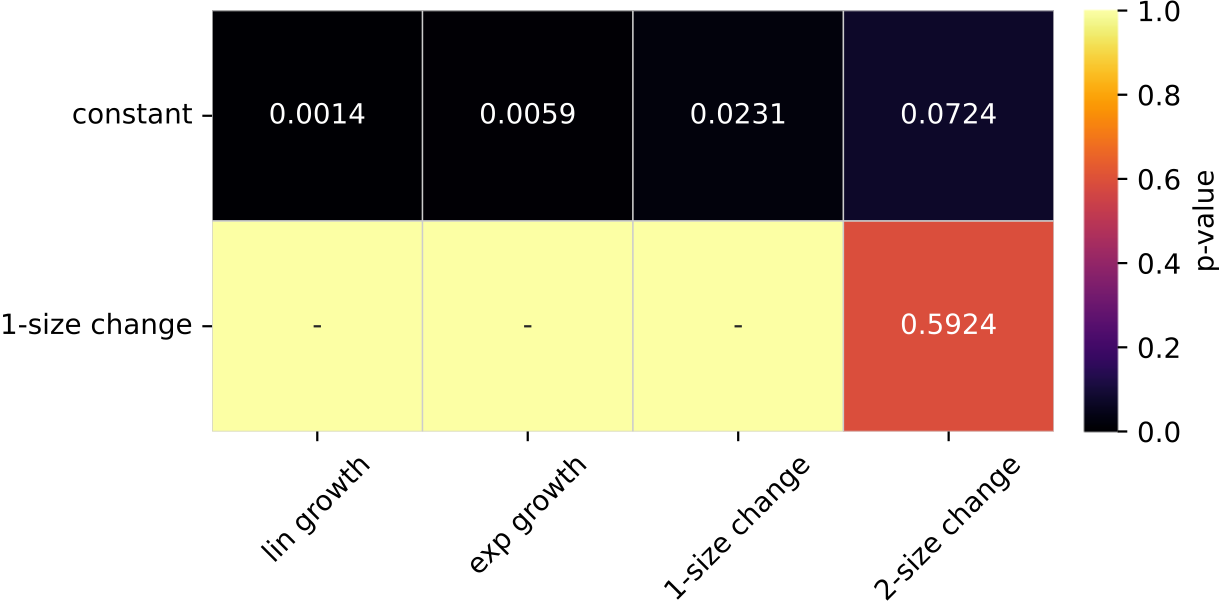 constant
0.0014
0.0059
0.0231
0.0724
1-size change
-
-
-
0.5924
lin growth
exp growth
1-size change
2-size change
1.0
0.8
0.6
0.4
0.2
0.0
p-value